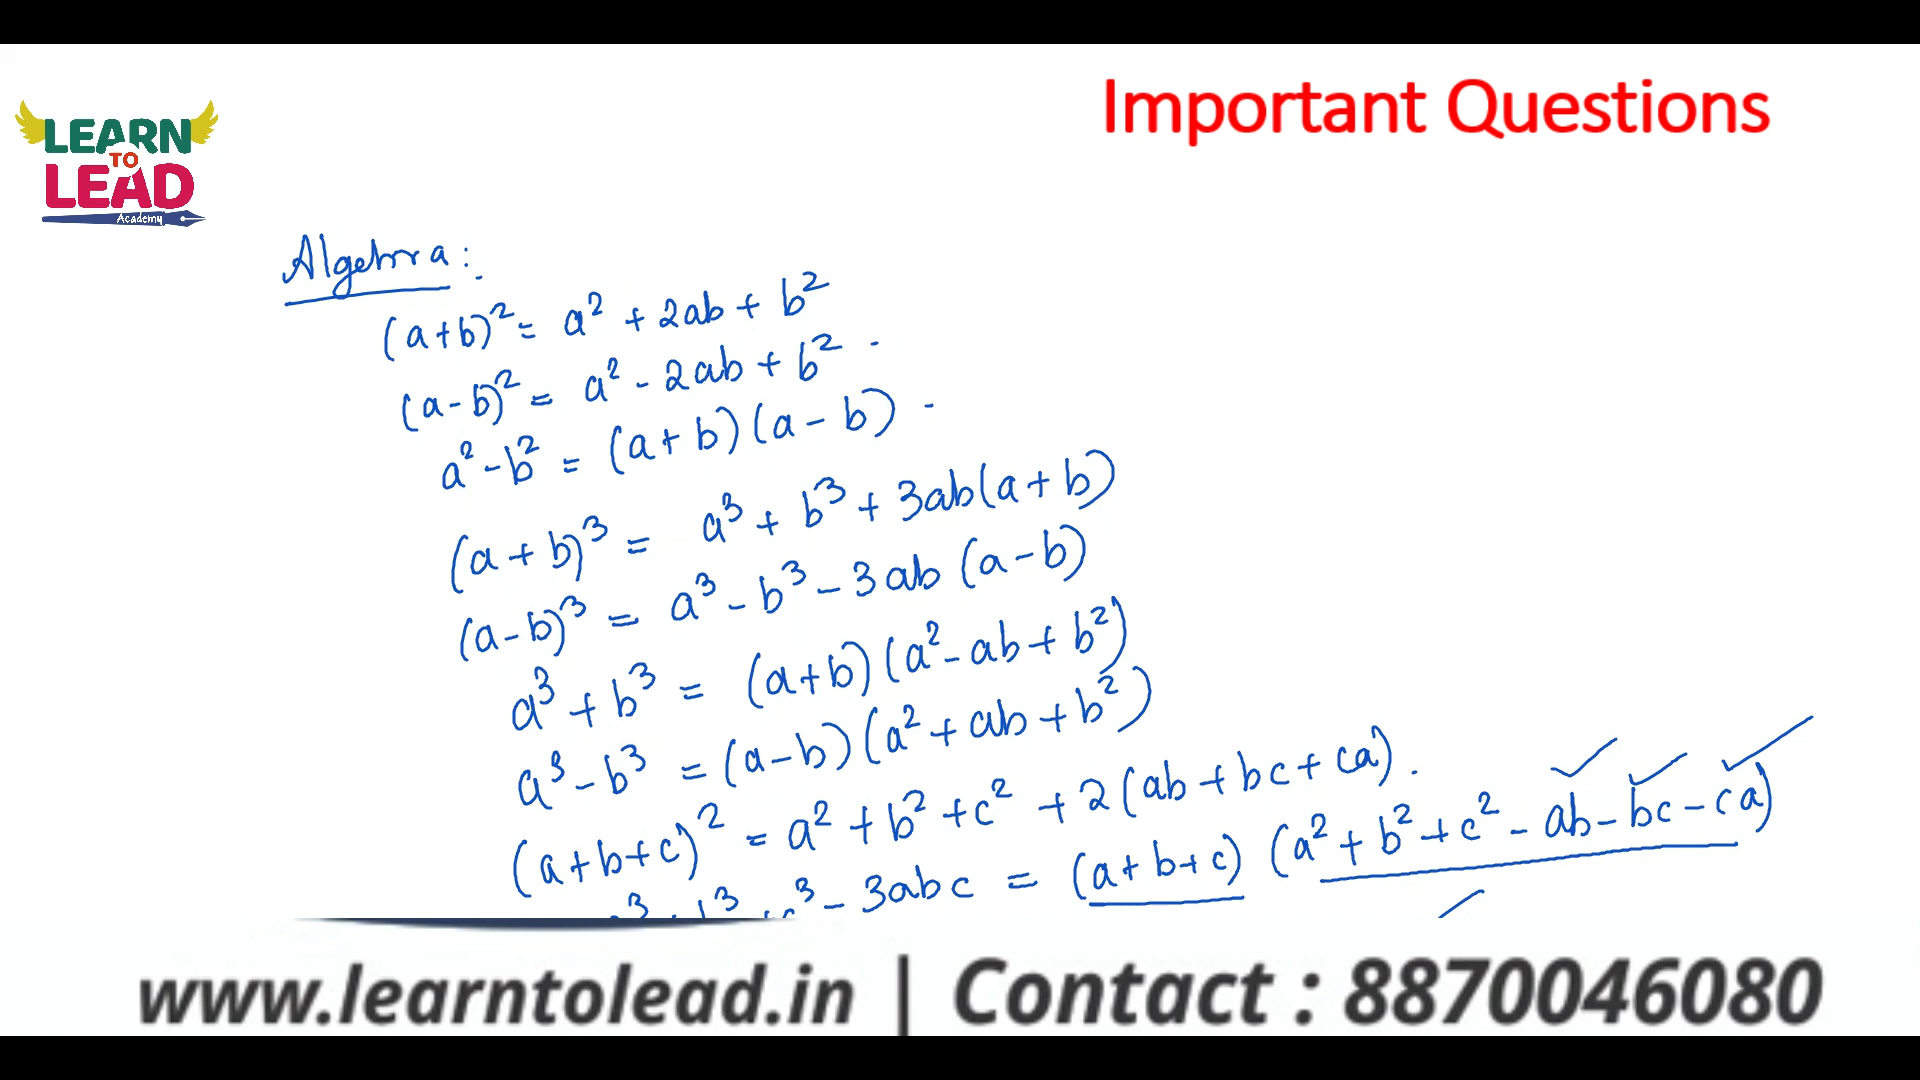 Important Questions
LEARN
TO
LEAD
Academy
Algebra :
(a+b)² = a² + 2ab + b²
(a-b)² = a² - 2ab + b² .
a² - b² = (a+b)(a-b) .
(a+b)³ = a³ + b³ + 3ab(a+b)
(a-b)³ = a³ - b³ - 3ab(a-b)
a³ + b³ = (a+b)(a² - ab + b²)
a³ - b³ = (a-b)(a² + ab + b²)
(a+b+c)² = a² + b² + c² + 2(ab+bc+ca).
³ - 3abc = (a+b+c) (a² + b² + c² - ab - bc - ca)
www.learntolead.in | Contact : 8870046080